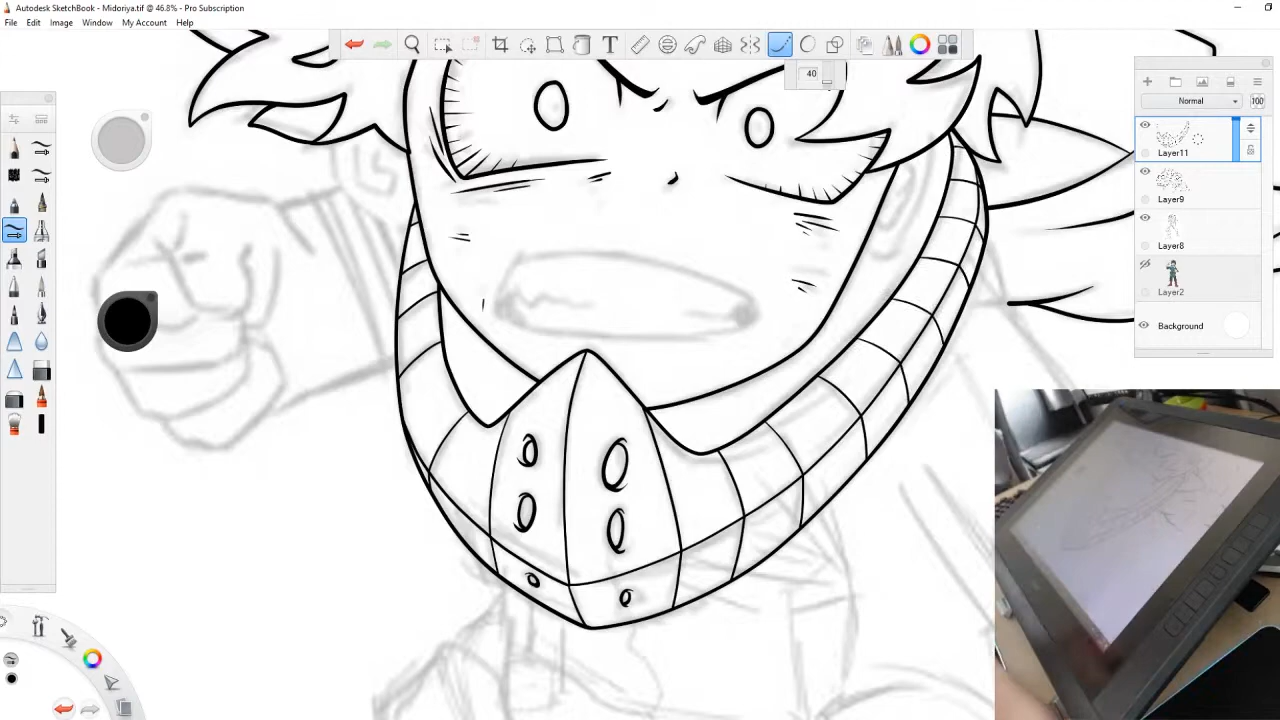 Autodesk SketchBook - Midoriya.tif @ 46.8% - Pro Subscription
File Edit Image Window My Account Help
40
Normal 100
Layer11
Layer9
Layer8
Layer2
Background